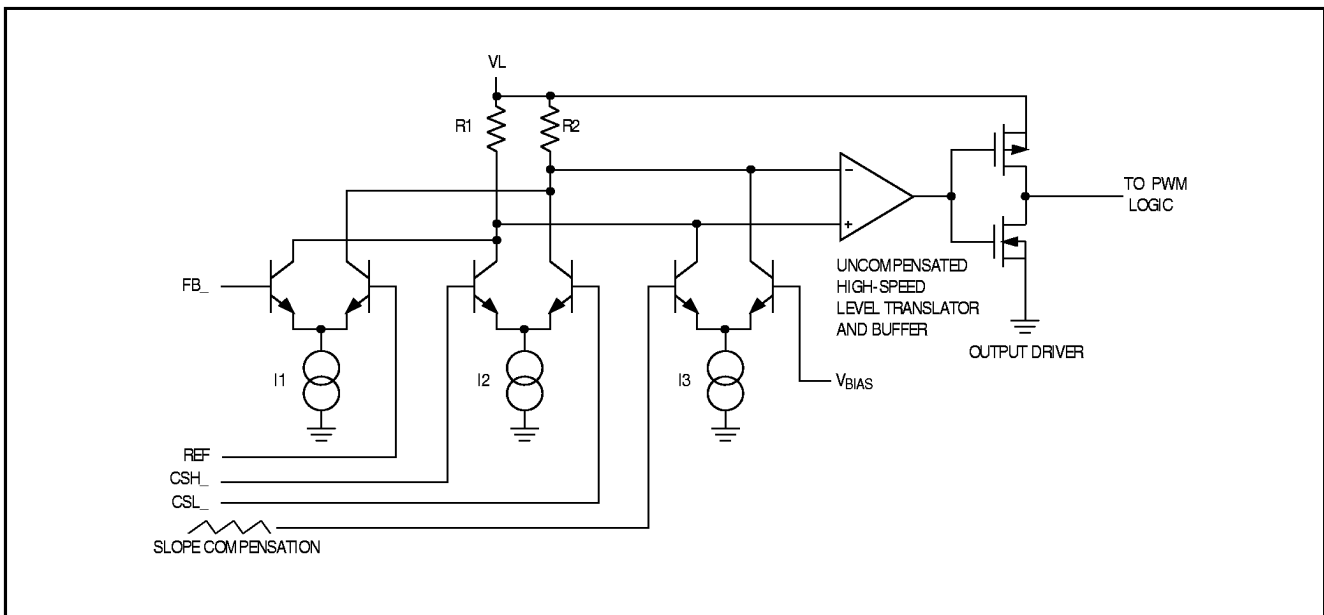 VL
R1
R2
TO PWM
LOGIC
−
+
FB_
UNCOMPENSATED
HIGH-SPEED
LEVEL TRANSLATOR
AND BUFFER
OUTPUT DRIVER
I1
I2
I3
VBIAS
REF
CSH_
CSL_
SLOPE COMPENSATION